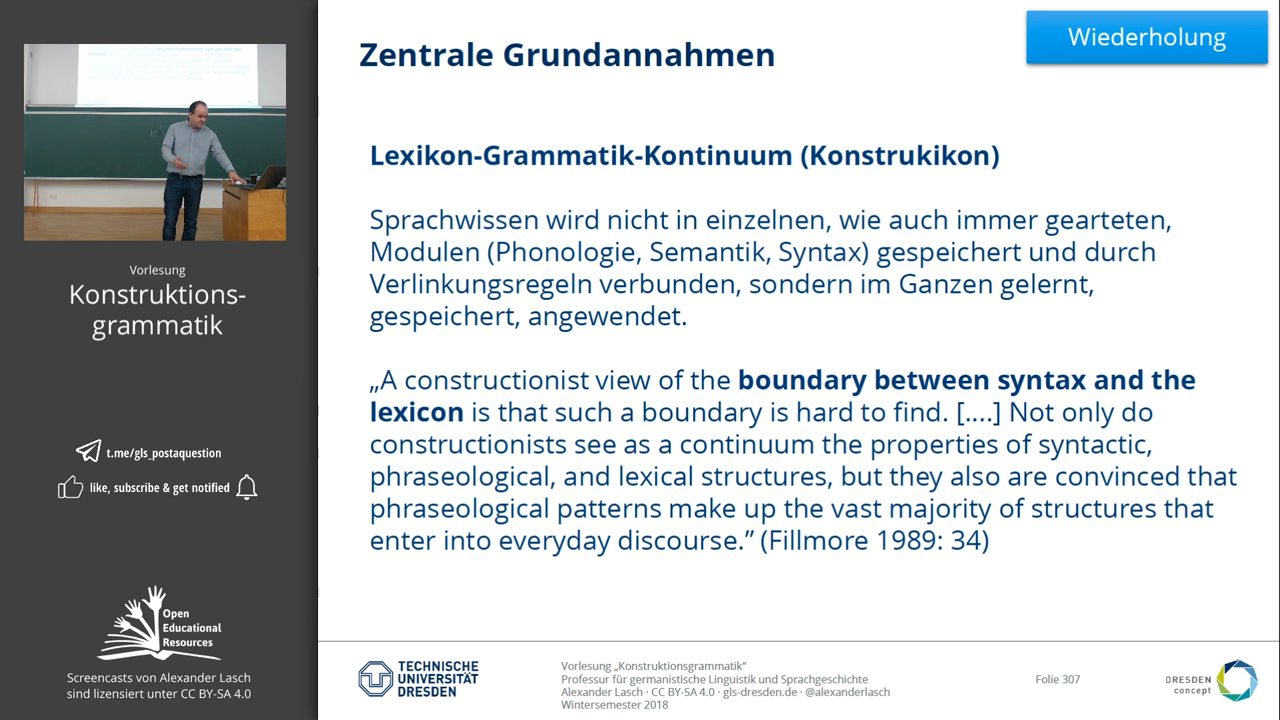 Wiederholung
Zentrale Grundannahmen
Lexikon-Grammatik-Kontinuum (Konstrukikon)
Sprachwissen wird nicht in einzelnen, wie auch immer gearteten,
Modulen (Phonologie, Semantik, Syntax) gespeichert und durch
Verlinkungsregeln verbunden, sondern im Ganzen gelernt,
gespeichert, angewendet.
„A constructionist view of the boundary between syntax and the
lexicon is that such a boundary is hard to find. [....] Not only do
constructionists see as a continuum the properties of syntactic,
phraseological, and lexical structures, but they also are convinced that
phraseological patterns make up the vast majority of structures that
enter into everyday discourse.” (Fillmore 1989: 34)
Vorlesung
Konstruktions-
grammatik
t.me/gls_postaquestion
like, subscribe & get notified
Open
Educational
Resources
Screencasts von Alexander Lasch
sind lizensiert unter CC BY-SA 4.0
TECHNISCHE
UNIVERSITÄT
DRESDEN
Vorlesung „Konstruktionsgrammatik“
Professur für germanistische Linguistik und Sprachgeschichte
Alexander Lasch · CC BY-SA 4.0 · gls-dresden.de · @alexanderlasch
Wintersemester 2018
Folie 307
DRESDEN
concept